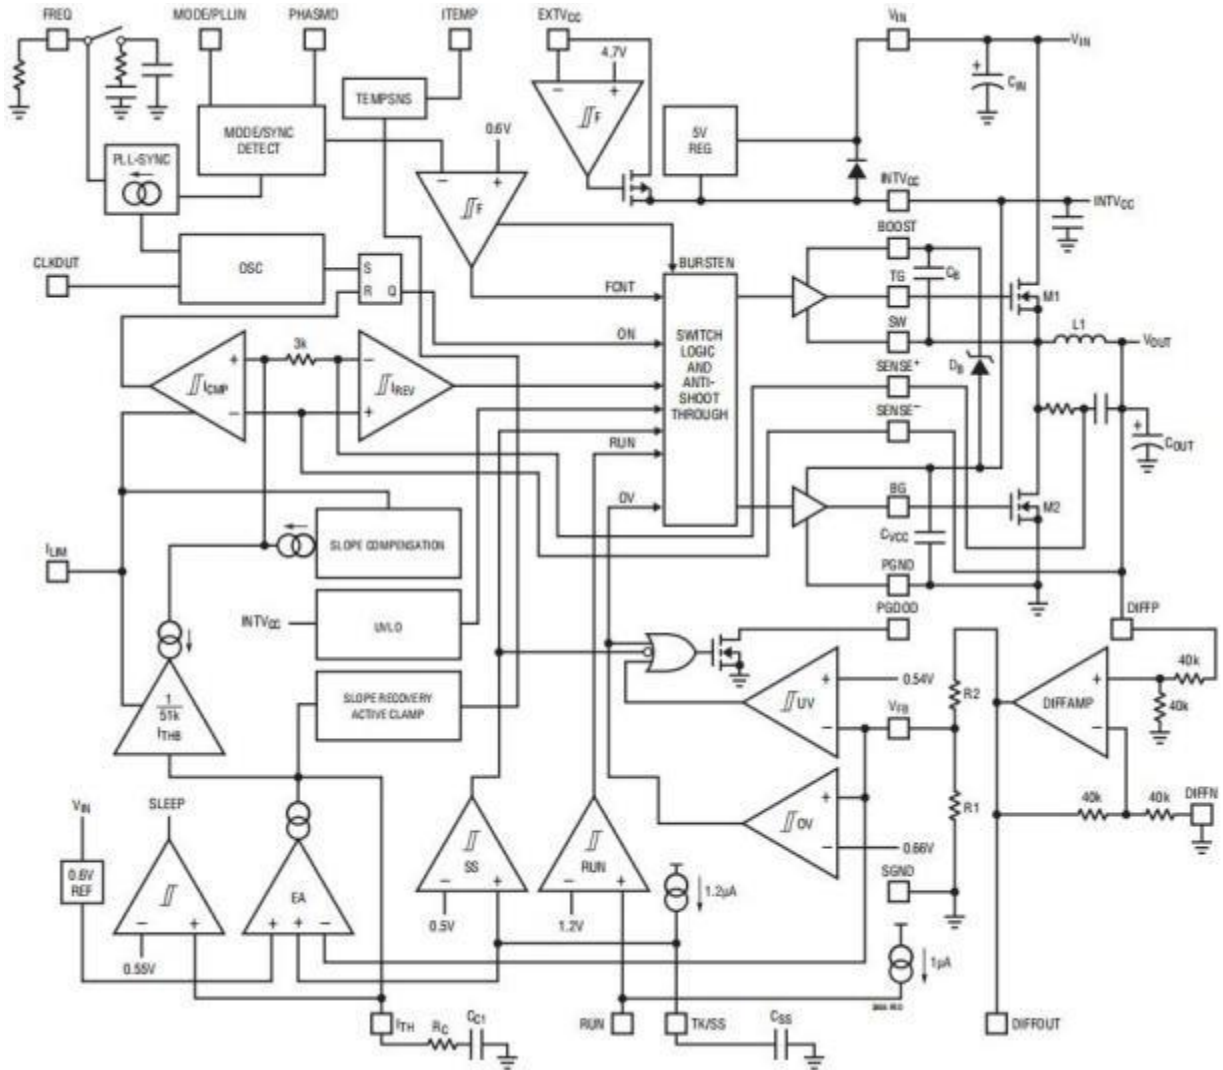 FREQ
MODE/PLLIN
PHASMD
ITEMP
EXTVCC
VIN
VIN
4.7V
+
CIN
TEMPSNS
F
5V
REG
MODE/SYNC
DETECT
0.6V
PLL-SYNC
INTVCC
INTVCC
F
BOOST
CLKOUT
OSC
S
R
Q
BURSTEN
FCNT
TG
CB
M1
SWITCH
LOGIC
AND
ANTI-
SHOOT
THROUGH
ON
SW
L1
VOUT
3k
ICMP
IREV
DB
SENSE+
SENSE–
RUN
COUT
OV
BG
M2
CVCC
SLOPE COMPENSATION
ILIM
PGND
INTVCC
UVLO
PGOOD
DIFFP
40k
40k
SLOPE RECOVERY
ACTIVE CLAMP
0.54V
UV
VFB
R2
DIFFAMP
1
51k
ITHB
VIN
SLEEP
OV
R1
40k
40k
DIFFN
0.66V
0.6V
REF
EA
SS
RUN
SGND
1.2µA
0.5V
1.2V
0.55V
1µA
ITH
RC
CC1
RUN
TK/SS
CSS
DIFFOUT